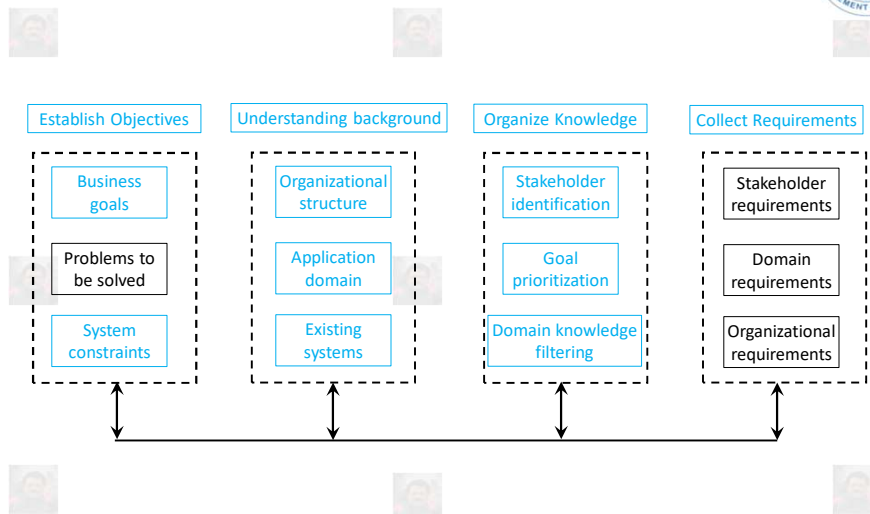 MENT
Establish Objectives
Understanding background
Organize Knowledge
Collect Requirements
Business
goals
Problems to
be solved
System
constraints
Organizational
structure
Application
domain
Existing
systems
Stakeholder
identification
Goal
prioritization
Domain knowledge
filtering
Stakeholder
requirements
Domain
requirements
Organizational
requirements